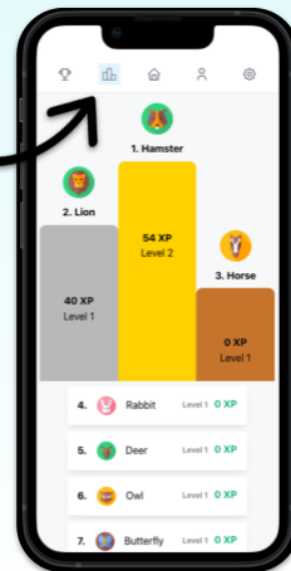 1. Hamster
2. Lion
54 XP
Level 2
3. Horse
40 XP
Level 1
0 XP
Level 1
4. Rabbit Level 1 0 XP
5. Deer Level 1 0 XP
6. Owl Level 1 0 XP
7. Butterfly Level 1 0 XP